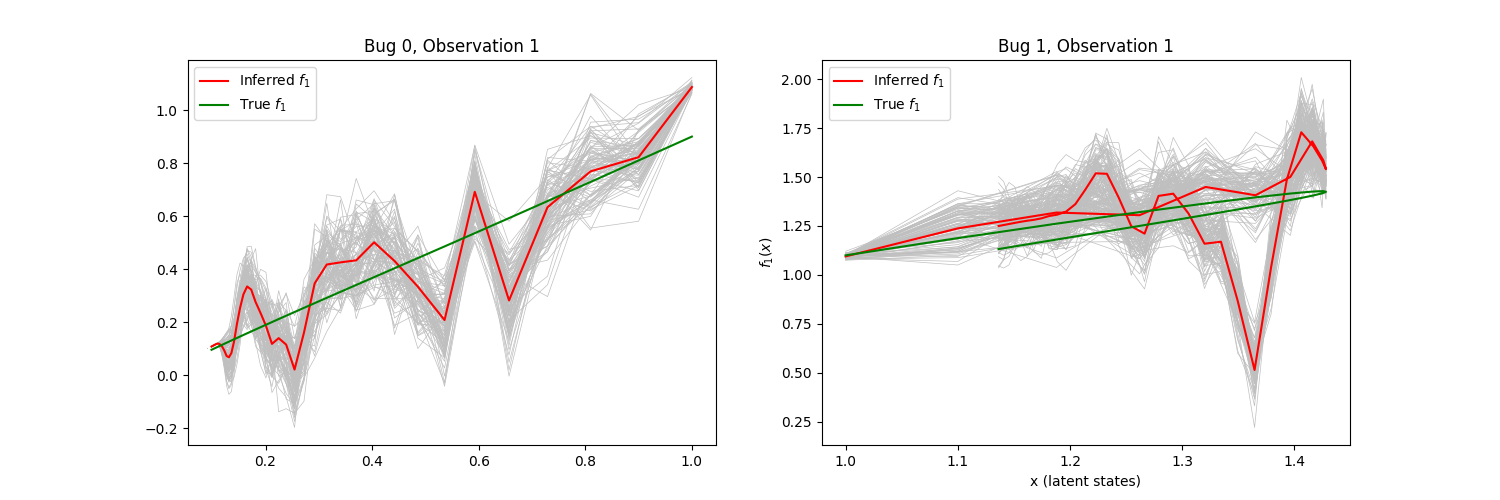 Bug 0, Observation 1
Inferred f₁
True f₁
1.0
0.8
0.6
0.4
0.2
0.0
−0.2
0.2 0.4 0.6 0.8 1.0
Bug 1, Observation 1
Inferred f₁
True f₁
f₁(x)
2.00
1.75
1.50
1.25
1.00
0.75
0.50
0.25
1.0 1.1 1.2 1.3 1.4
x (latent states)